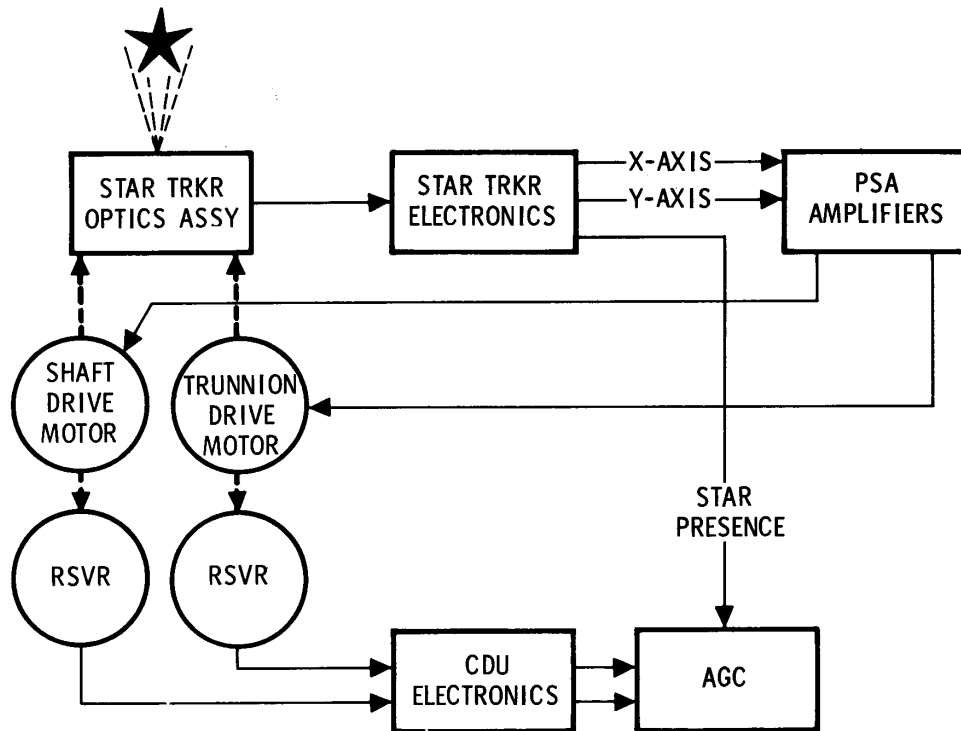 STAR TRKR
OPTICS ASSY
STAR TRKR
ELECTRONICS
X-AXIS
Y-AXIS
PSA
AMPLIFIERS
SHAFT
DRIVE
MOTOR
TRUNNION
DRIVE
MOTOR
STAR
PRESENCE
RSVR
RSVR
CDU
ELECTRONICS
AGC